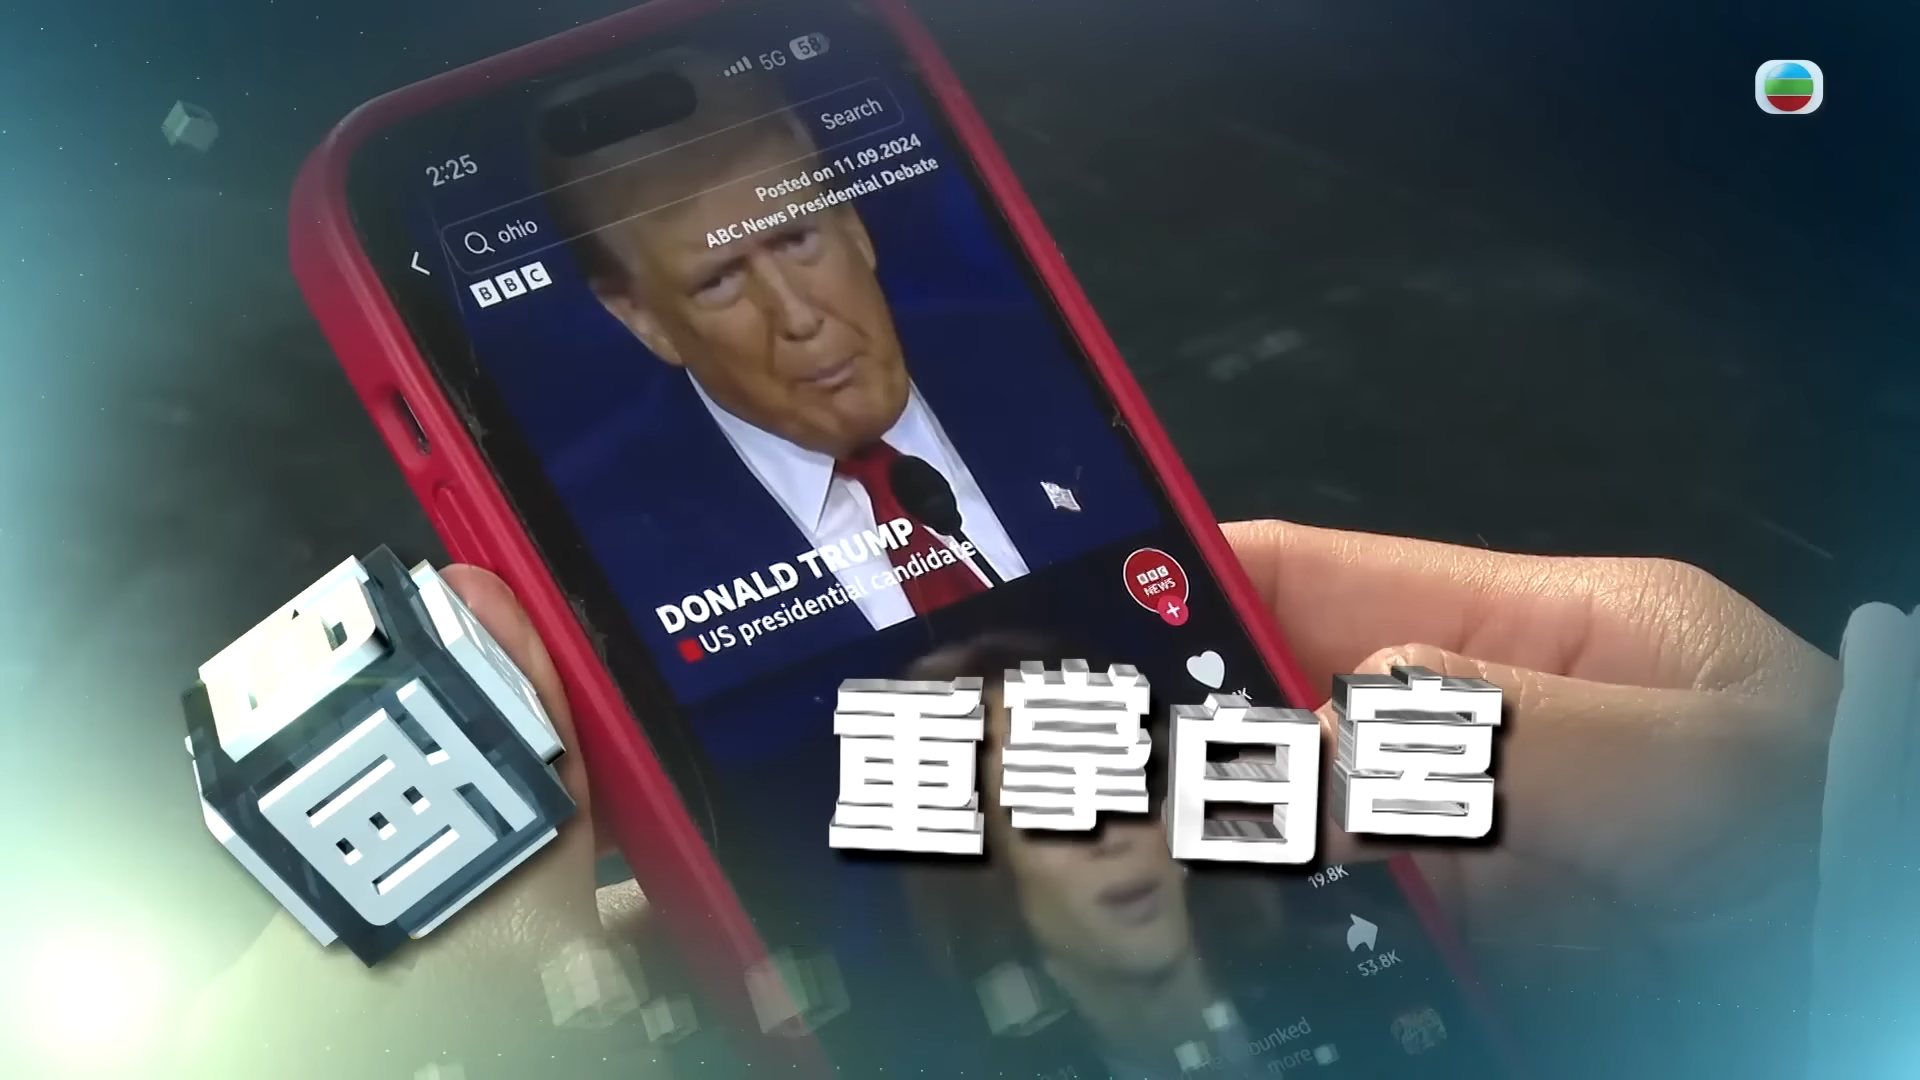 5G 58
2:25
ohio
Search
Posted on 11.09.2024
ABC News Presidential Debate
BBC
DONALD TRUMP
US presidential candidate
BBC
NEWS
重掌白宮
19.8K
53.8K
more